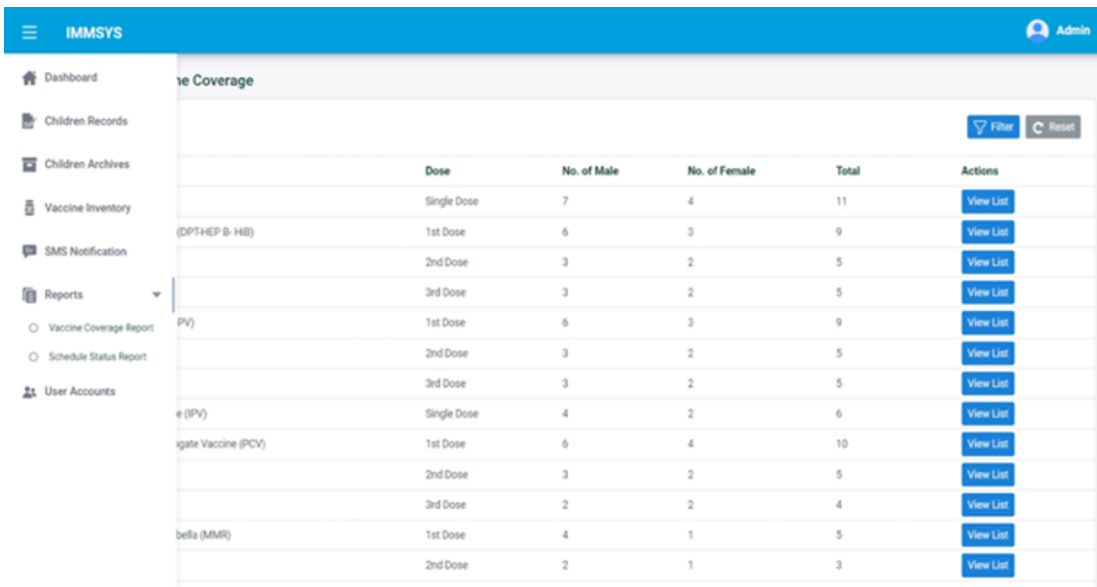 IMMSYS Admin
Dashboard
ne Coverage
Children Records
Filter Reset
Children Archives
Dose No. of Male No. of Female Total Actions
Single Dose 7 4 11 View List
Vaccine Inventory
(DPT-HEP B- HiB) 1st Dose 6 3 9 View List
SMS Notification
2nd Dose 3 2 5 View List
Reports
3rd Dose 3 2 5 View List
Vaccine Coverage Report
PV) 1st Dose 6 3 9 View List
Schedule Status Report
2nd Dose 3 2 5 View List
User Accounts
3rd Dose 3 2 5 View List
e (IPV) Single Dose 4 2 6 View List
igate Vaccine (PCV) 1st Dose 6 4 10 View List
2nd Dose 3 2 5 View List
3rd Dose 2 2 4 View List
bella (MMR) 1st Dose 4 1 5 View List
2nd Dose 2 1 3 View List